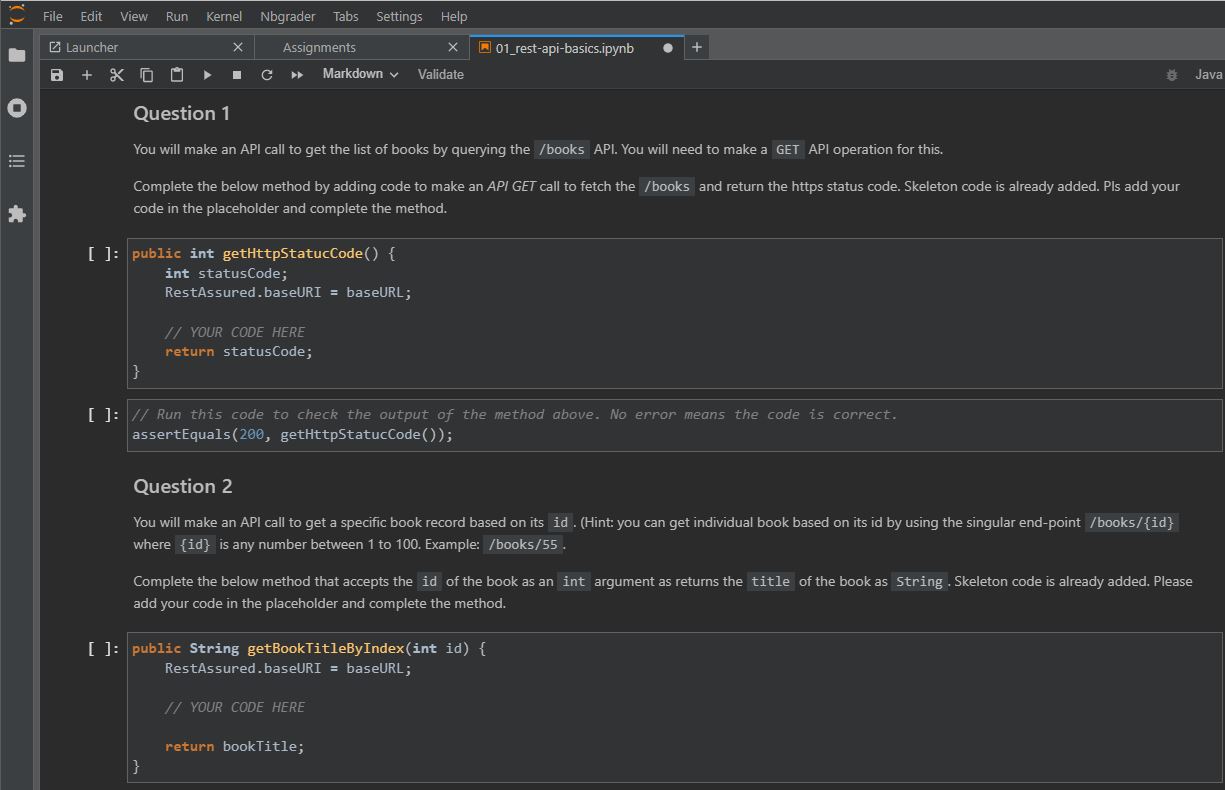 File Edit View Run Kernel Nbgrader Tabs Settings Help
Launcher Assignments 01_rest-api-basics.ipynb
Markdown Validate Java
Question 1
You will make an API call to get the list of books by querying the /books API. You will need to make a GET API operation for this.
Complete the below method by adding code to make an API GET call to fetch the /books and return the https status code. Skeleton code is already added. Pls add your
code in the placeholder and complete the method.
[ ]: public int getHttpStatucCode() {
int statusCode;
RestAssured.baseURI = baseURL;
// YOUR CODE HERE
return statusCode;
}
[ ]: // Run this code to check the output of the method above. No error means the code is correct.
assertEquals(200, getHttpStatucCode());
Question 2
You will make an API call to get a specific book record based on its id . (Hint: you can get individual book based on its id by using the singular end-point /books/{id}
where {id} is any number between 1 to 100. Example: /books/55 .
Complete the below method that accepts the id of the book as an int argument as returns the title of the book as String . Skeleton code is already added. Please
add your code in the placeholder and complete the method.
[ ]: public String getBookTitleByIndex(int id) {
RestAssured.baseURI = baseURL;
// YOUR CODE HERE
return bookTitle;
}